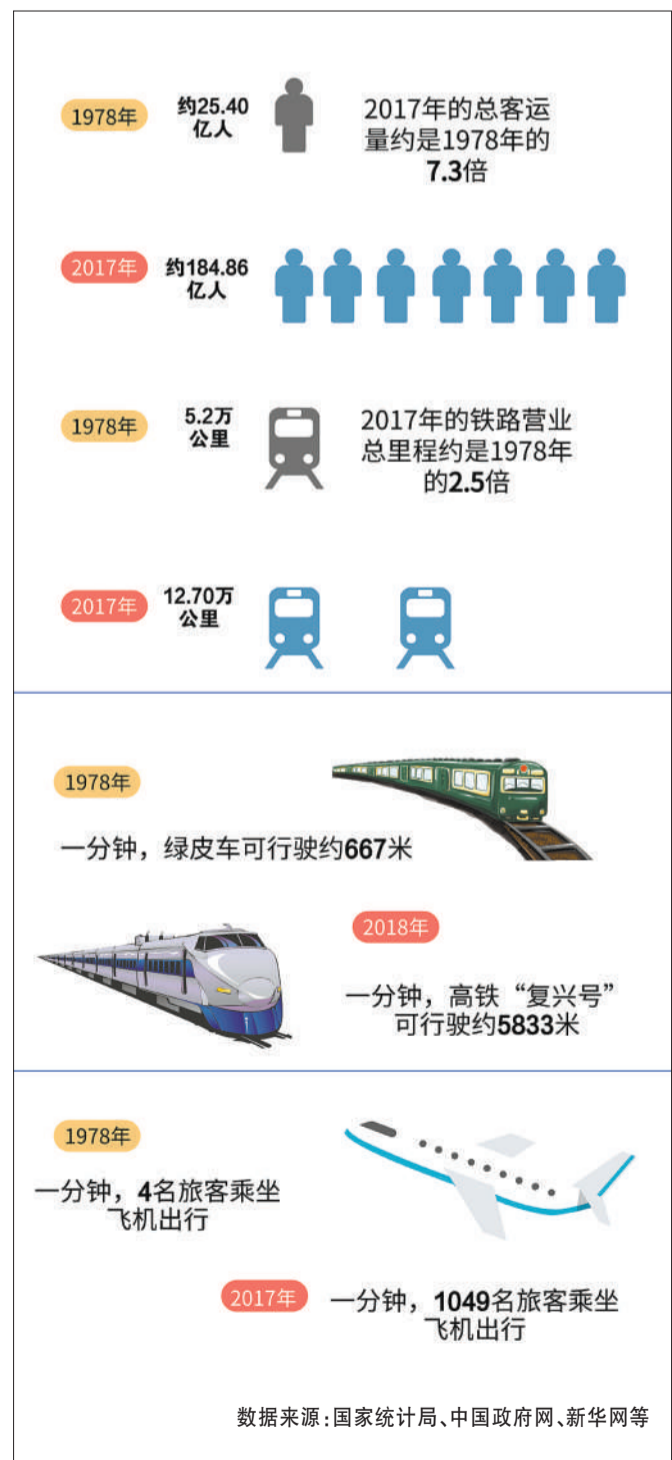 1978年
约25.40
亿人
2017年的总客运
量约是1978年的
7.3倍
2017年
约184.86
亿人
1978年
5.2万
公里
2017年的铁路营业
总里程约是1978年
的2.5倍
2017年
12.70万
公里
1978年
一分钟，绿皮车可行驶约667米
2018年
一分钟，高铁“复兴号”
可行驶约5833米
1978年
一分钟，4名旅客乘坐
飞机出行
2017年
一分钟，1049名旅客乘坐
飞机出行
数据来源：国家统计局、中国政府网、新华网等